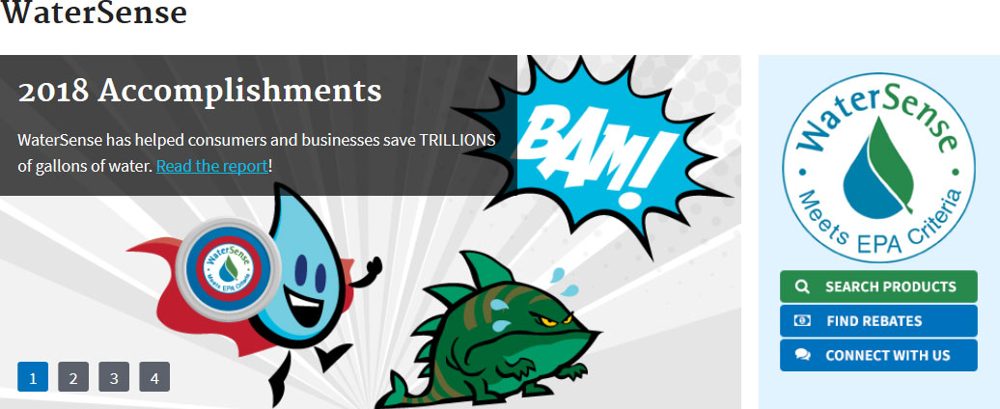 WaterSense
2018 Accomplishments
WaterSense has helped consumers and businesses save TRILLIONS
of gallons of water. Read the report!
BAM!
WaterSense
Meets EPA Criteria
1 2 3 4
WaterSense
Meets EPA Criteria
SEARCH PRODUCTS
FIND REBATES
CONNECT WITH US